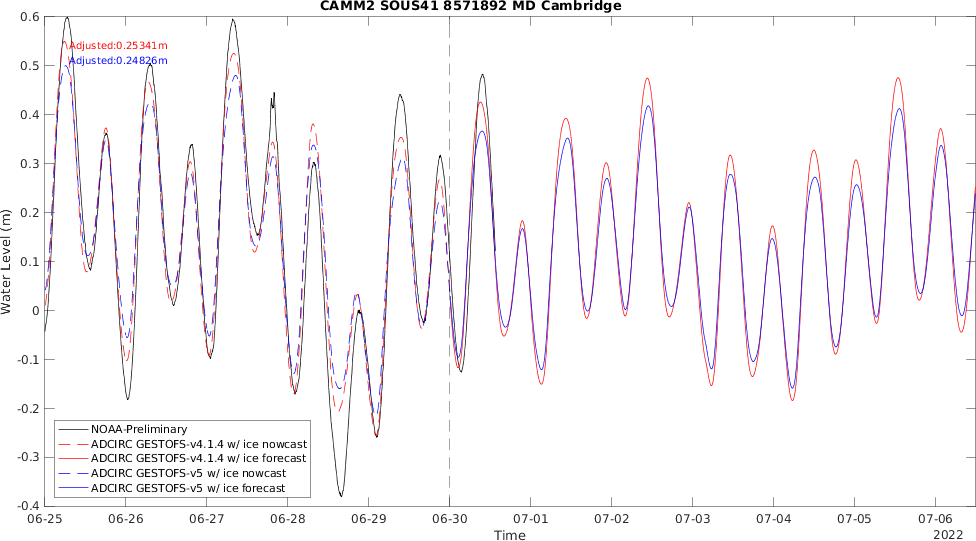 CAMM2 SOUS41 8571892 MD Cambridge
0.6
0.5
0.4
0.3
0.2
0.1
0
-0.1
-0.2
-0.3
-0.4
Water Level (m)
Adjusted:0.25341m
Adjusted:0.24826m
NOAA-Preliminary
ADCIRC GESTOFS-v4.1.4 w/ ice nowcast
ADCIRC GESTOFS-v4.1.4 w/ ice forecast
ADCIRC GESTOFS-v5 w/ ice nowcast
ADCIRC GESTOFS-v5 w/ ice forecast
06-25 06-26 06-27 06-28 06-29 06-30 07-01 07-02 07-03 07-04 07-05 07-06
Time
2022